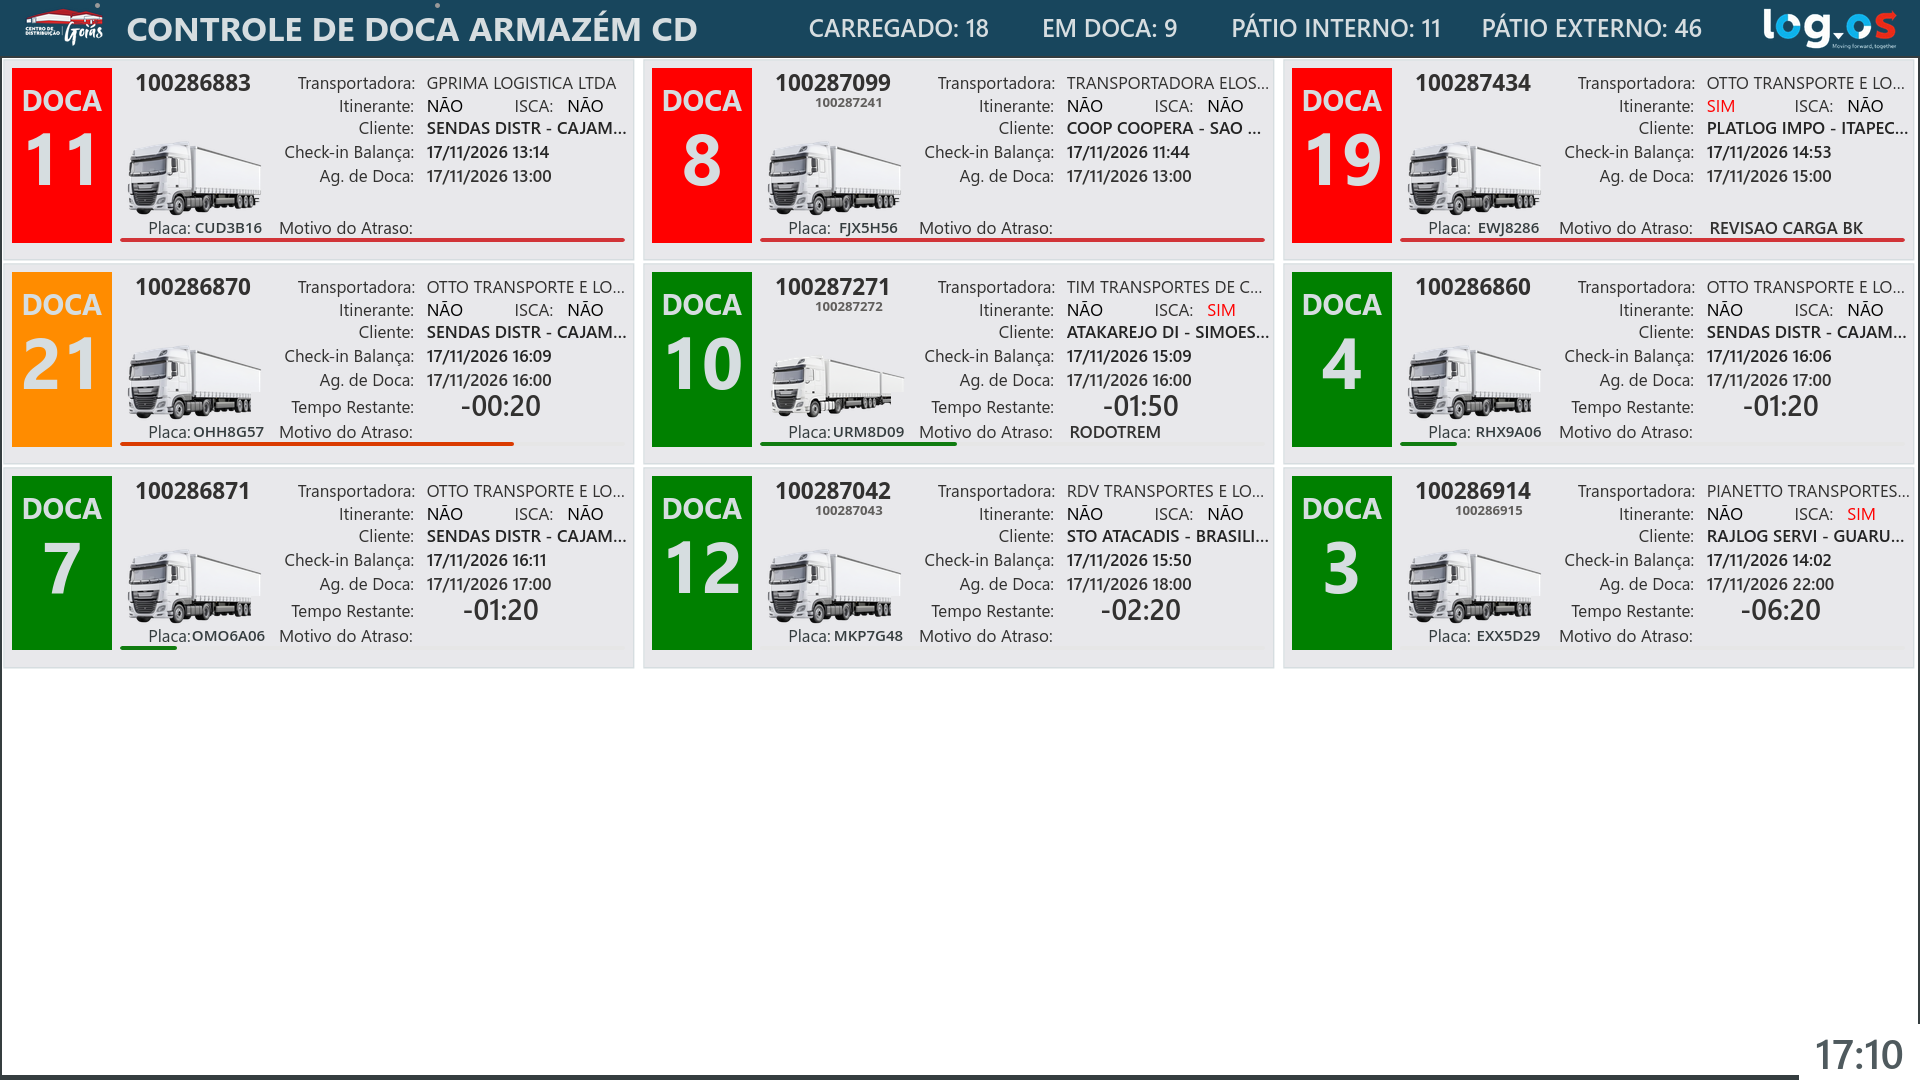 CENTRO DE DISTRIBUIÇÃO Goiás CONTROLE DE DOCA ARMAZÉM CD CARREGADO: 18 EM DOCA: 9 PÁTIO INTERNO: 11 PÁTIO EXTERNO: 46 log.os
Moving forward, together
DOCA
11
100286883
Transportadora: GPRIMA LOGISTICA LTDA
Itinerante: NÃO ISCA: NÃO
Cliente: SENDAS DISTR - CAJAM...
Check-in Balança: 17/11/2026 13:14
Ag. de Doca: 17/11/2026 13:00
Placa: CUD3B16 Motivo do Atraso:
DOCA
8
100287099
100287241
Transportadora: TRANSPORTADORA ELOS...
Itinerante: NÃO ISCA: NÃO
Cliente: COOP COOPERA - SAO ...
Check-in Balança: 17/11/2026 11:44
Ag. de Doca: 17/11/2026 13:00
Placa: FJX5H56 Motivo do Atraso:
DOCA
19
100287434
Transportadora: OTTO TRANSPORTE E LO...
Itinerante: SIM ISCA: NÃO
Cliente: PLATLOG IMPO - ITAPEC...
Check-in Balança: 17/11/2026 14:53
Ag. de Doca: 17/11/2026 15:00
Placa: EWJ8286 Motivo do Atraso: REVISAO CARGA BK
DOCA
21
100286870
Transportadora: OTTO TRANSPORTE E LO...
Itinerante: NÃO ISCA: NÃO
Cliente: SENDAS DISTR - CAJAM...
Check-in Balança: 17/11/2026 16:09
Ag. de Doca: 17/11/2026 16:00
Tempo Restante: -00:20
Placa: OHH8G57 Motivo do Atraso:
DOCA
10
100287271
100287272
Transportadora: TIM TRANSPORTES DE C...
Itinerante: NÃO ISCA: SIM
Cliente: ATAKAREJO DI - SIMOES...
Check-in Balança: 17/11/2026 15:09
Ag. de Doca: 17/11/2026 16:00
Tempo Restante: -01:50
Placa: URM8D09 Motivo do Atraso: RODOTREM
DOCA
4
100286860
Transportadora: OTTO TRANSPORTE E LO...
Itinerante: NÃO ISCA: NÃO
Cliente: SENDAS DISTR - CAJAM...
Check-in Balança: 17/11/2026 16:06
Ag. de Doca: 17/11/2026 17:00
Tempo Restante: -01:20
Placa: RHX9A06 Motivo do Atraso:
DOCA
7
100286871
Transportadora: OTTO TRANSPORTE E LO...
Itinerante: NÃO ISCA: NÃO
Cliente: SENDAS DISTR - CAJAM...
Check-in Balança: 17/11/2026 16:11
Ag. de Doca: 17/11/2026 17:00
Tempo Restante: -01:20
Placa: OMO6A06 Motivo do Atraso:
DOCA
12
100287042
100287043
Transportadora: RDV TRANSPORTES E LO...
Itinerante: NÃO ISCA: NÃO
Cliente: STO ATACADIS - BRASILI...
Check-in Balança: 17/11/2026 15:50
Ag. de Doca: 17/11/2026 18:00
Tempo Restante: -02:20
Placa: MKP7G48 Motivo do Atraso:
DOCA
3
100286914
100286915
Transportadora: PIANETTO TRANSPORTES...
Itinerante: NÃO ISCA: SIM
Cliente: RAJLOG SERVI - GUARU...
Check-in Balança: 17/11/2026 14:02
Ag. de Doca: 17/11/2026 22:00
Tempo Restante: -06:20
Placa: EXX5D29 Motivo do Atraso:
17:10